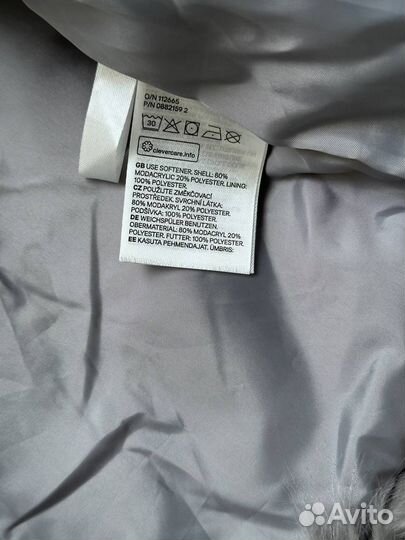 O/N 112665
P/N 0882159 2
30
clevercare.info
GB USE SOFTENER, SHELL: 80%
MODACRYLIC 20% POLYESTER. LINING:
100% POLYESTER.
CZ POUŽIJTE ZMĚKČOVACÍ
PROSTŘEDEK. SVRCHNÍ LÁTKA:
80% MODAKRYL 20% POLYESTER.
PODŠÍVKA: 100% POLYESTER.
DE WEICHSPÜLER BENUTZEN.
OBERMATERIAL: 80% MODACRYL 20%
POLYESTER. FUTTER: 100% POLYESTER.
EE KASUTA PEHMENDAJAT. ÜMBRIS:
Avito